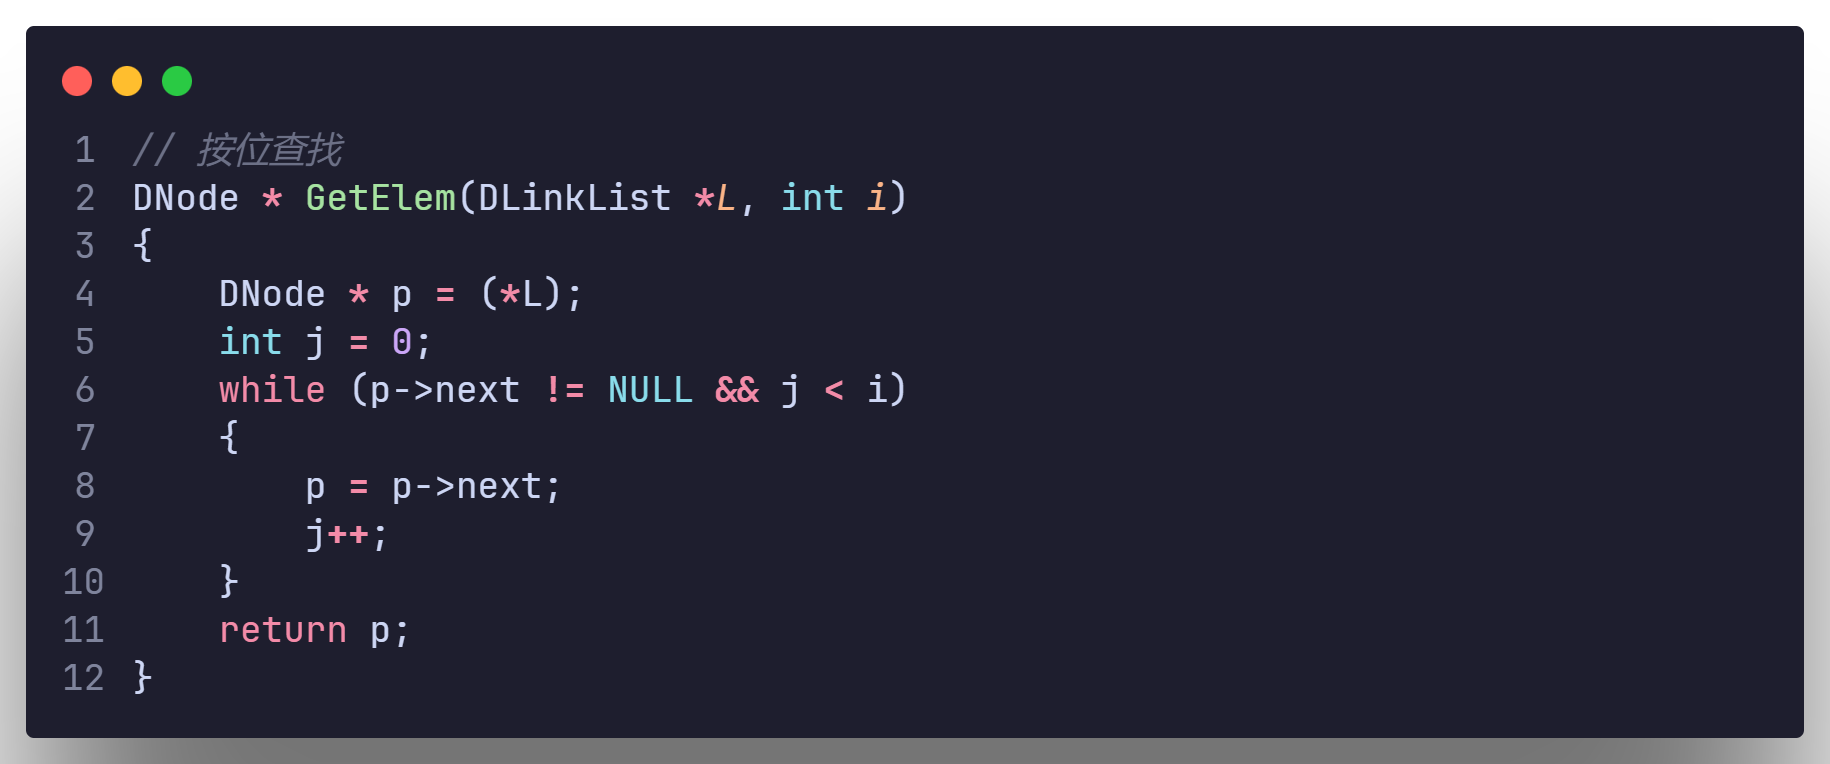 1 // 按位查找
2 DNode * GetElem(DLinkList *L, int i)
3 {
4     DNode * p = (*L);
5     int j = 0;
6     while (p->next != NULL && j < i)
7     {
8         p = p->next;
9         j++;
10     }
11     return p;
12 }